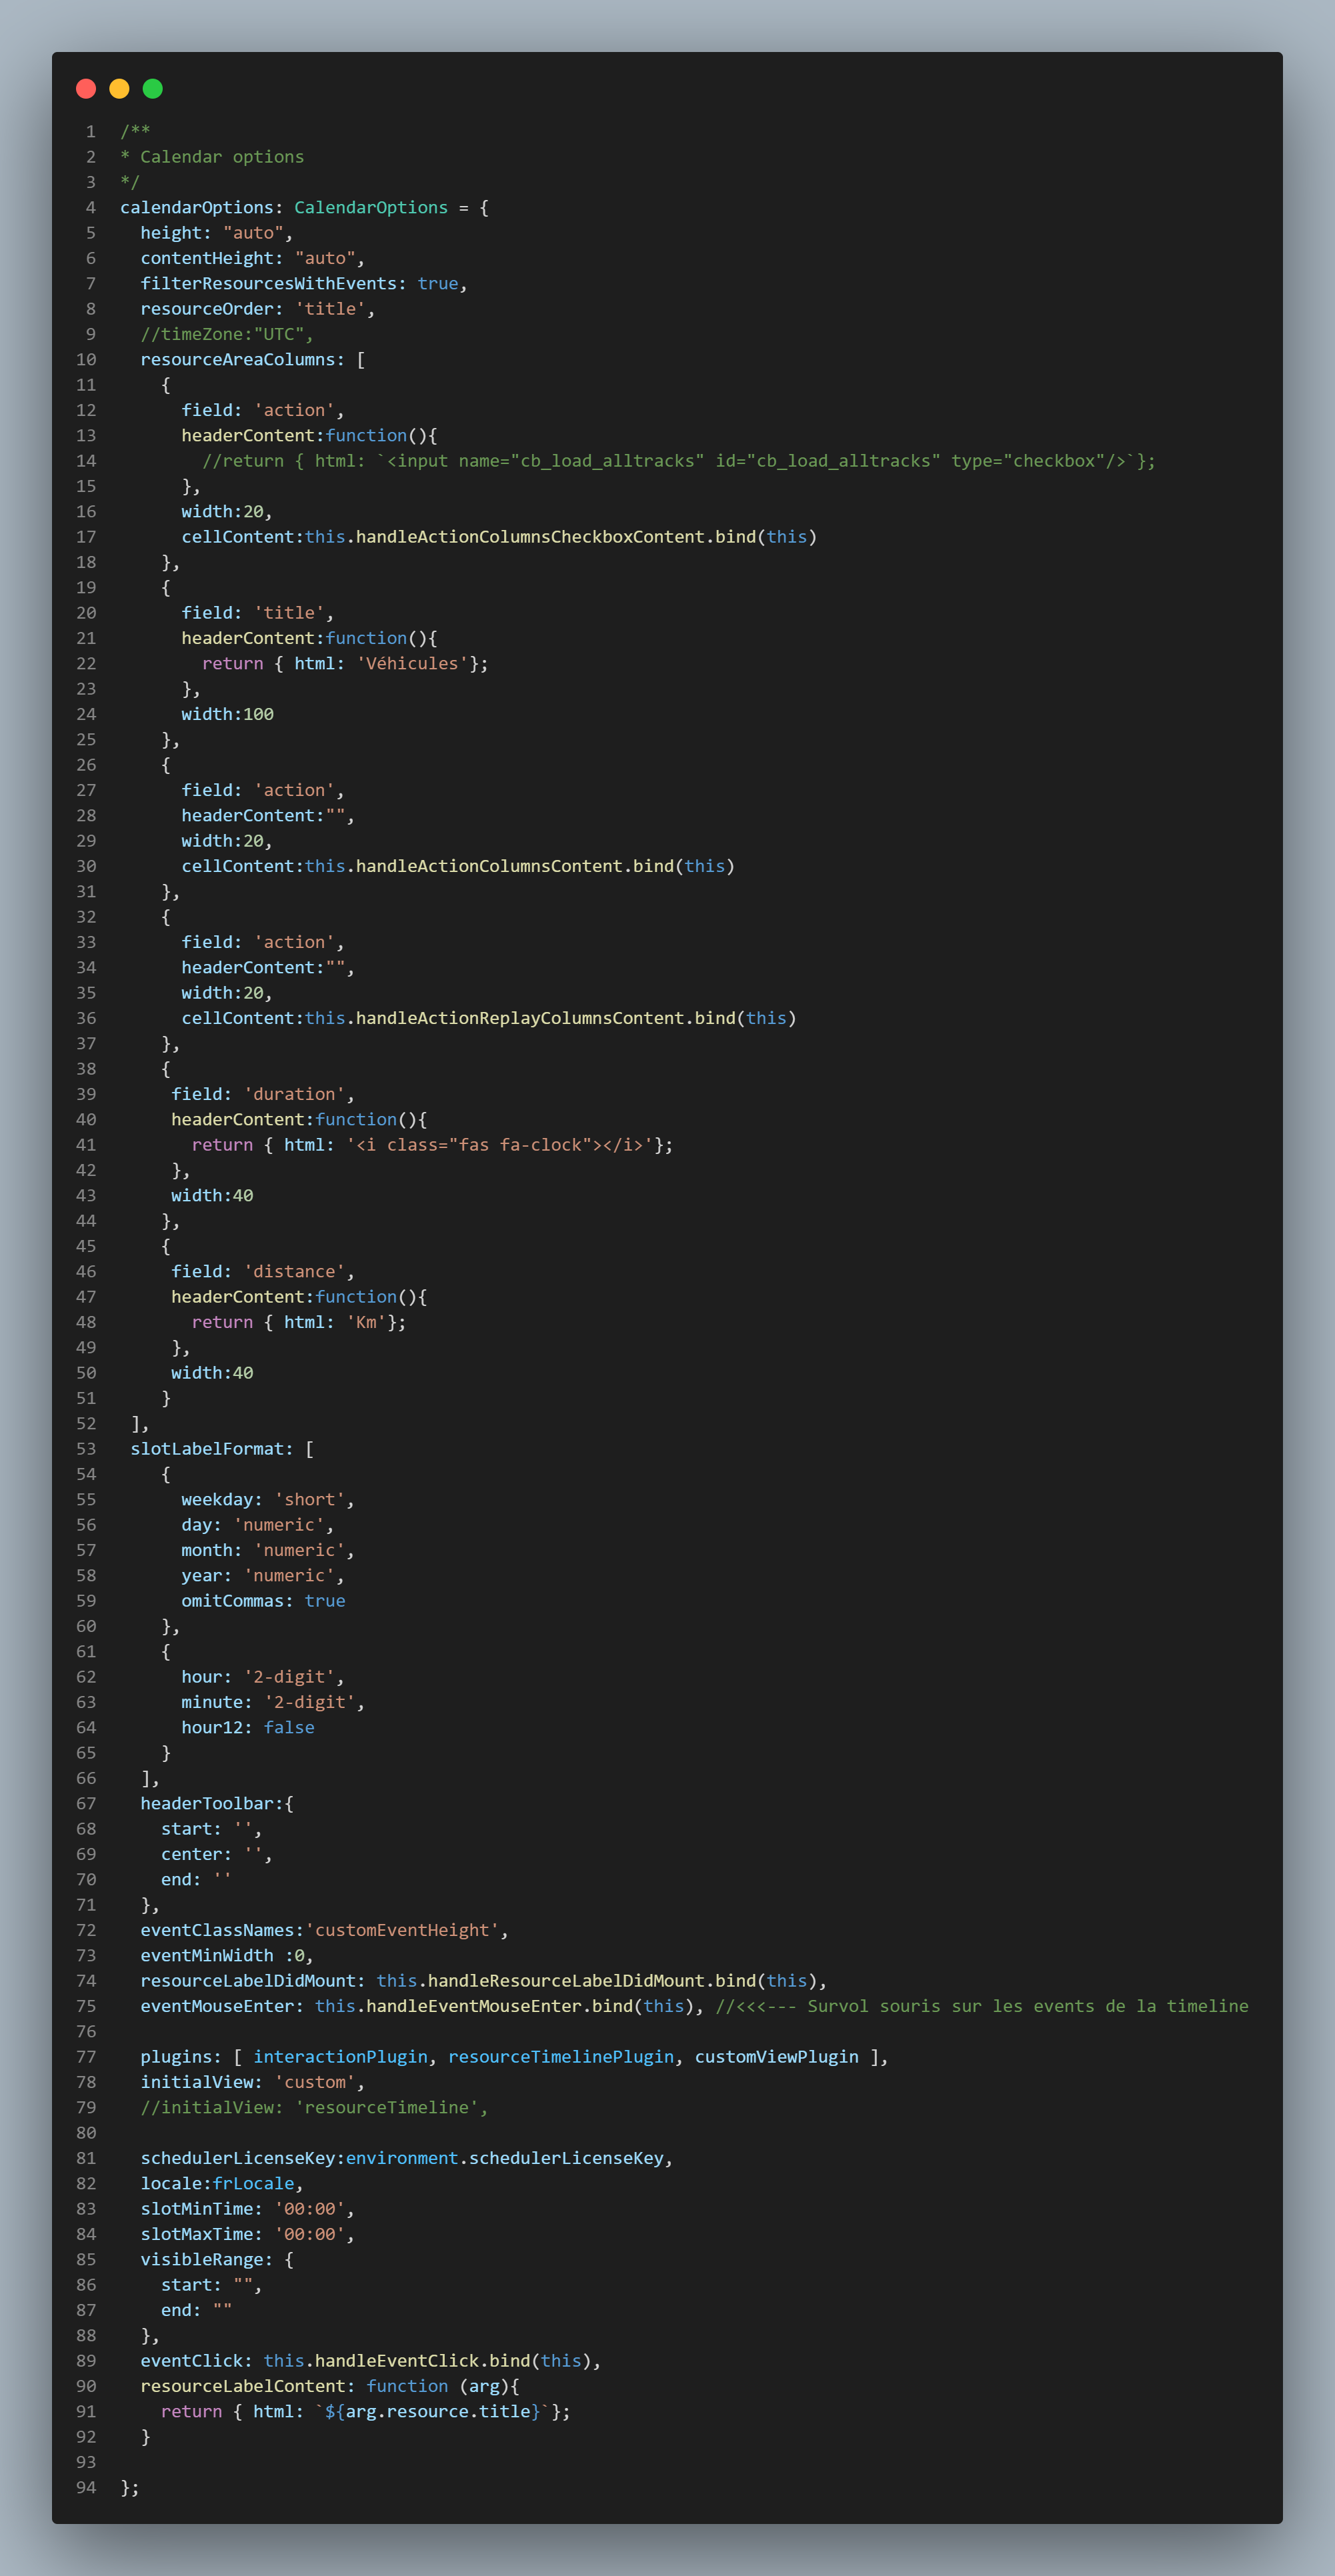 1 /**
2 * Calendar options
3 */
4 calendarOptions: CalendarOptions = {
5   height: "auto",
6   contentHeight: "auto",
7   filterResourcesWithEvents: true,
8   resourceOrder: 'title',
9   //timeZone:"UTC",
10   resourceAreaColumns: [
11     {
12       field: 'action',
13       headerContent:function(){
14         //return { html: `<input name="cb_load_alltracks" id="cb_load_alltracks" type="checkbox"/>`};
15       },
16       width:20,
17       cellContent:this.handleActionColumnsCheckboxContent.bind(this)
18     },
19     {
20       field: 'title',
21       headerContent:function(){
22         return { html: 'Véhicules'};
23       },
24       width:100
25     },
26     {
27       field: 'action',
28       headerContent:"",
29       width:20,
30       cellContent:this.handleActionColumnsContent.bind(this)
31     },
32     {
33       field: 'action',
34       headerContent:"",
35       width:20,
36       cellContent:this.handleActionReplayColumnsContent.bind(this)
37     },
38     {
39      field: 'duration',
40      headerContent:function(){
41        return { html: '<i class="fas fa-clock"></i>'};
42      },
43      width:40
44     },
45     {
46      field: 'distance',
47      headerContent:function(){
48        return { html: 'Km'};
49      },
50      width:40
51     }
52  ],
53  slotLabelFormat: [
54     {
55       weekday: 'short',
56       day: 'numeric',
57       month: 'numeric',
58       year: 'numeric',
59       omitCommas: true
60     },
61     {
62       hour: '2-digit',
63       minute: '2-digit',
64       hour12: false
65     }
66   ],
67   headerToolbar:{
68     start: '',
69     center: '',
70     end: ''
71   },
72   eventClassNames:'customEventHeight',
73   eventMinWidth :0,
74   resourceLabelDidMount: this.handleResourceLabelDidMount.bind(this),
75   eventMouseEnter: this.handleEventMouseEnter.bind(this), //<<<--- Survol souris sur les events de la timeline
76
77   plugins: [ interactionPlugin, resourceTimelinePlugin, customViewPlugin ],
78   initialView: 'custom',
79   //initialView: 'resourceTimeline',
80
81   schedulerLicenseKey:environment.schedulerLicenseKey,
82   locale:frLocale,
83   slotMinTime: '00:00',
84   slotMaxTime: '00:00',
85   visibleRange: {
86     start: "",
87     end: ""
88   },
89   eventClick: this.handleEventClick.bind(this),
90   resourceLabelContent: function (arg){
91     return { html: `${arg.resource.title}`};
92   }
93
94 };